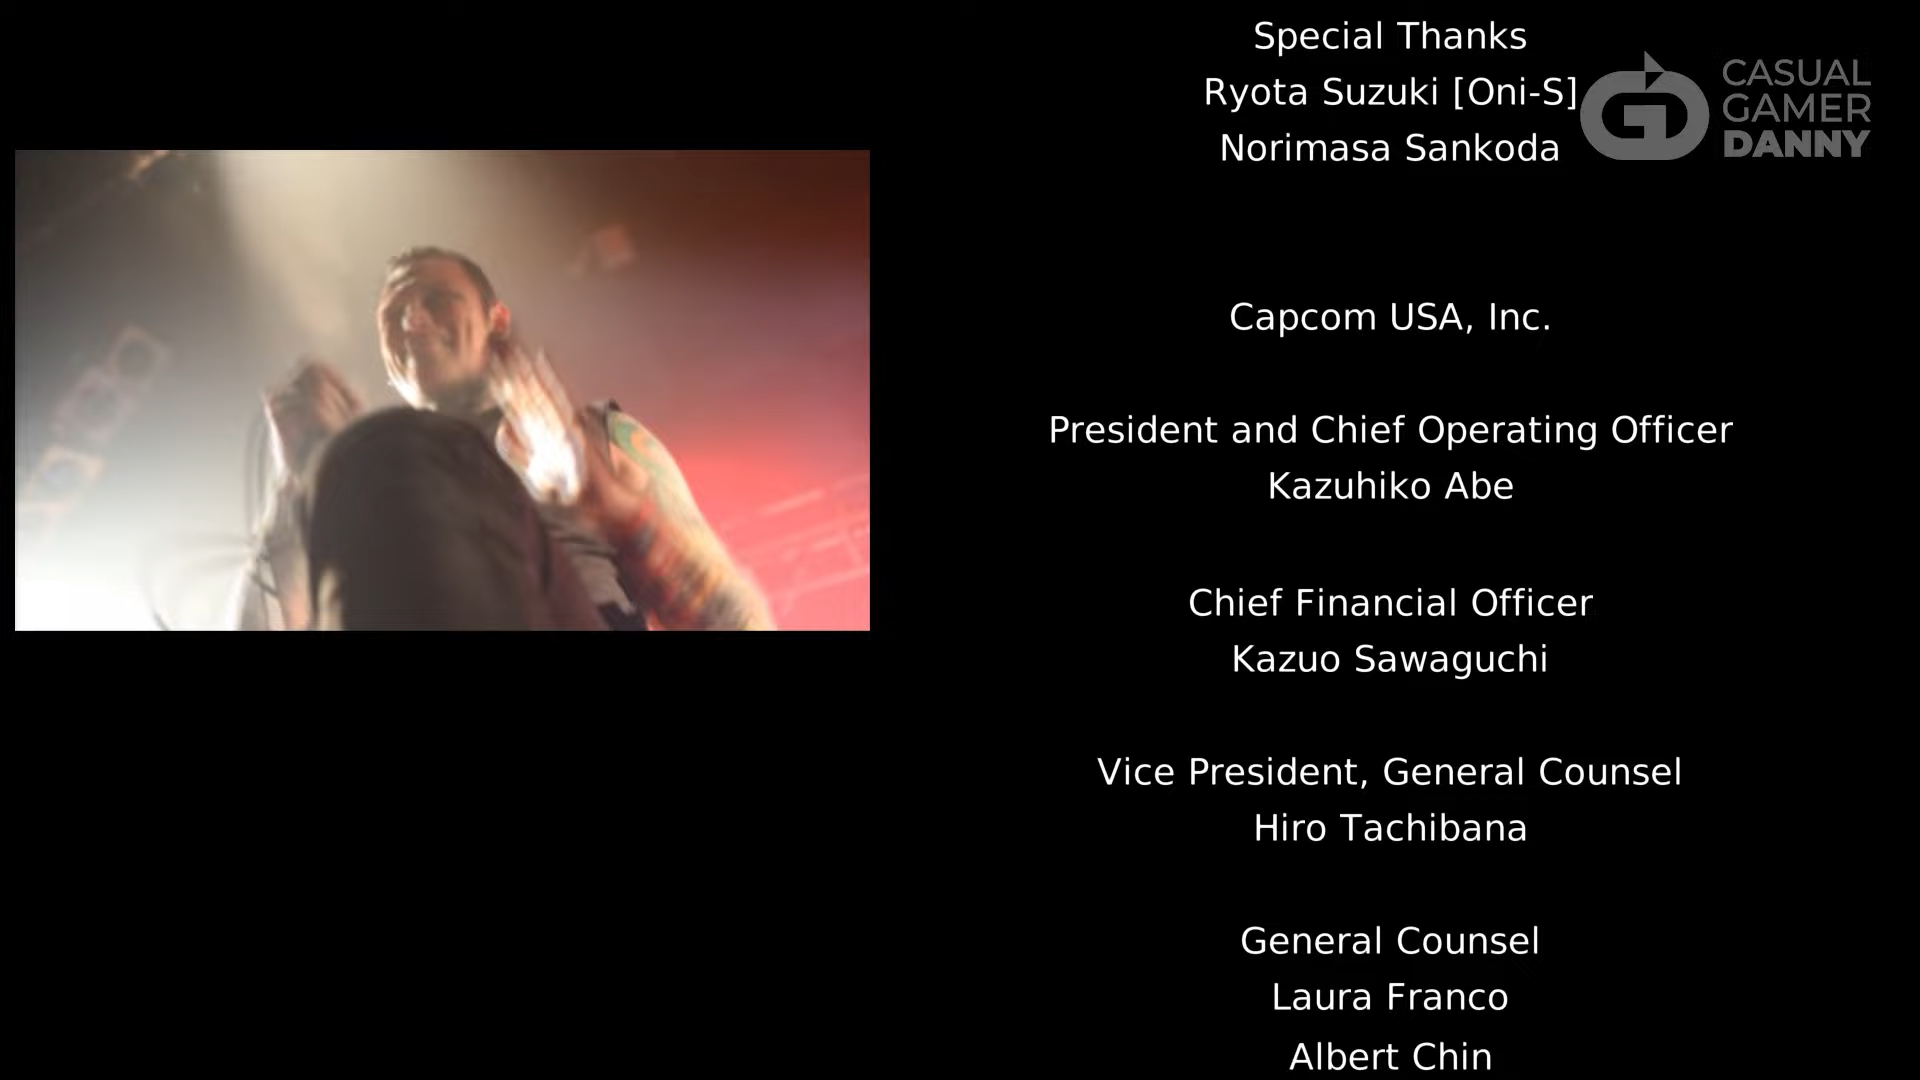 Special Thanks
Ryota Suzuki [Oni-S]
Norimasa Sankoda
CASUAL
GAMER
DANNY
Capcom USA, Inc.
President and Chief Operating Officer
Kazuhiko Abe
Chief Financial Officer
Kazuo Sawaguchi
Vice President, General Counsel
Hiro Tachibana
General Counsel
Laura Franco
Albert Chin